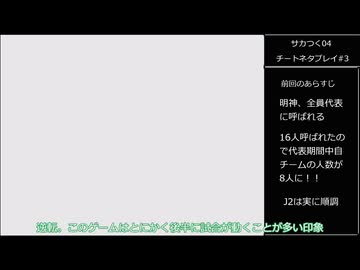 サカつく04
チートネタプレイ#3
前回のあらすじ
明神、全員代表
に呼ばれる
16人呼ばれたの
で代表期間中自
チームの人数が
8人に！！
J2は実に順調
逆転。このゲームはとにかく後半に試合が動くことが多い印象